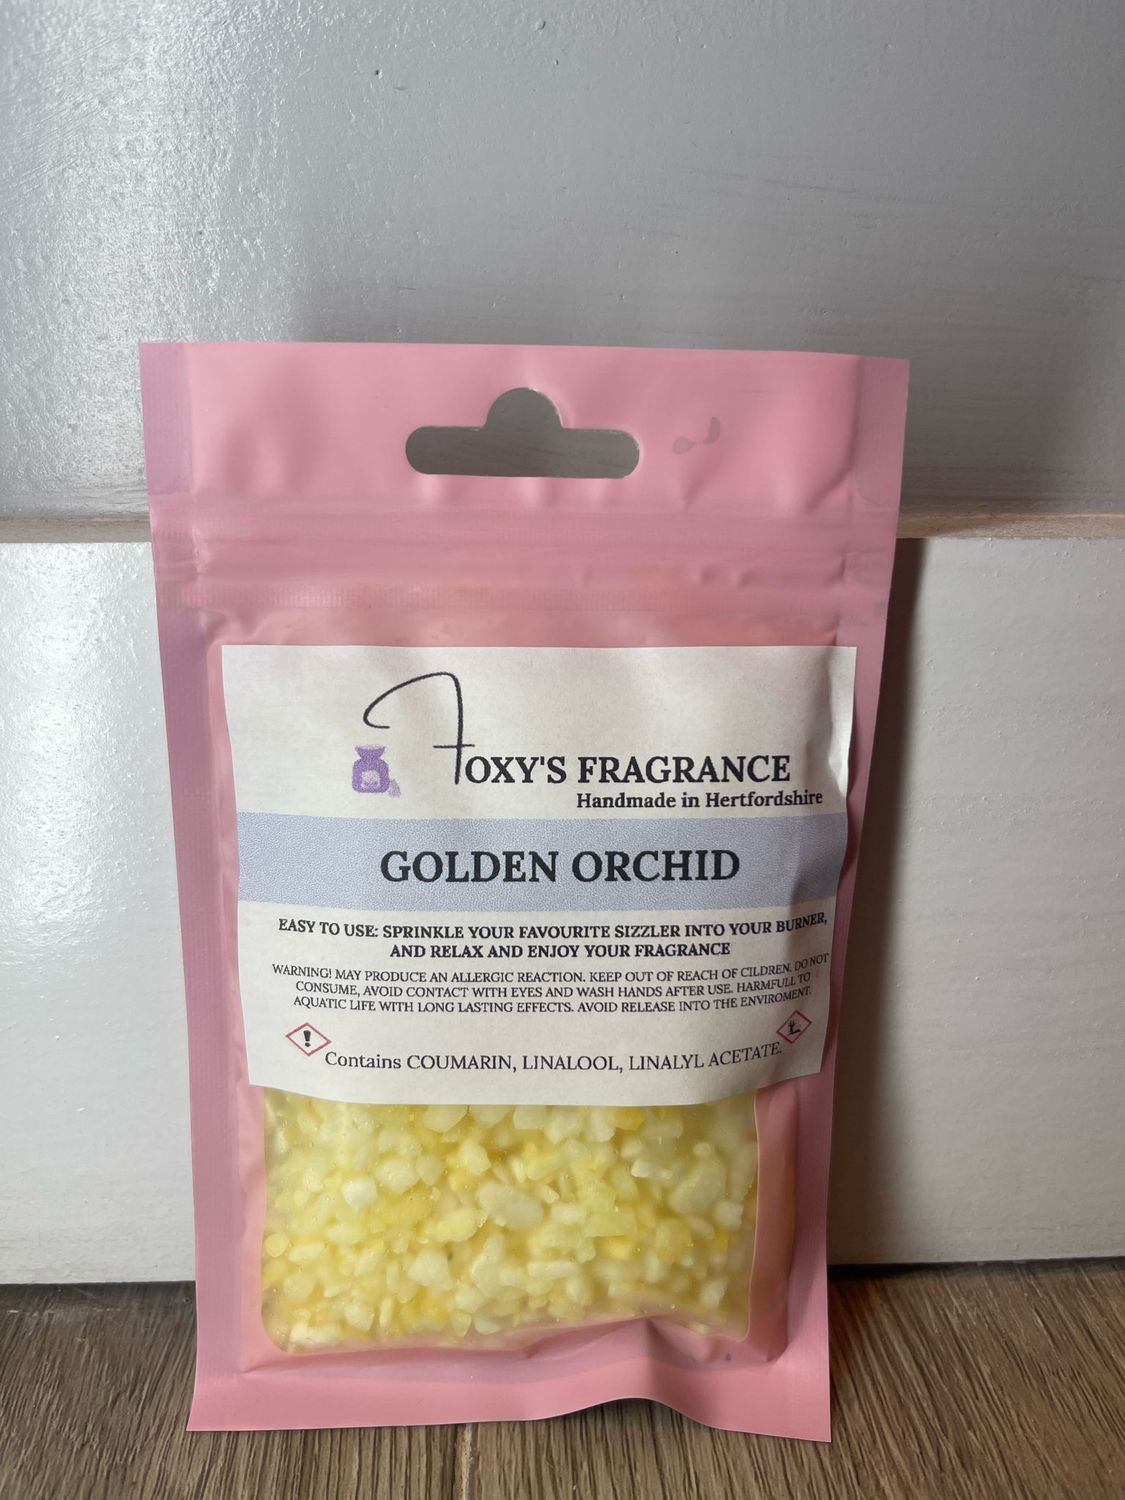 FOXY'S FRAGRANCE
Handmade in Hertfordshire
GOLDEN ORCHID
EASY TO USE: SPRINKLE YOUR FAVOURITE SIZZLER INTO YOUR BURNER,
AND RELAX AND ENJOY YOUR FRAGRANCE
WARNING! MAY PRODUCE AN ALLERGIC REACTION. KEEP OUT OF REACH OF CILDREN. DO NOT
CONSUME, AVOID CONTACT WITH EYES AND WASH HANDS AFTER USE. HARMFULL TO
AQUATIC LIFE WITH LONG LASTING EFFECTS. AVOID RELEASE INTO THE ENVIROMENT.
Contains COUMARIN, LINALOOL, LINALYL ACETATE.